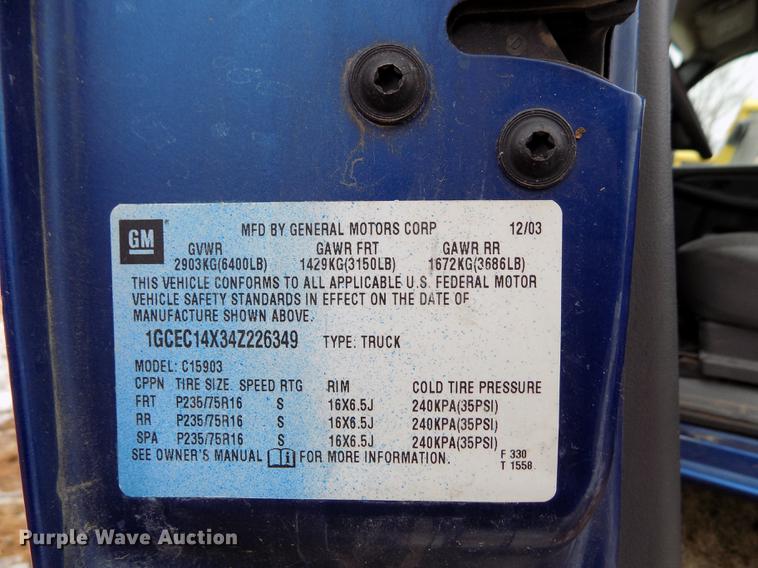 GM
MFD BY GENERAL MOTORS CORP 12/03
GVWR GAWR FRT GAWR RR
2903KG(6400LB) 1429KG(3150LB) 1672KG(3686LB)
THIS VEHICLE CONFORMS TO ALL APPLICABLE U.S. FEDERAL MOTOR
VEHICLE SAFETY STANDARDS IN EFFECT ON THE DATE OF
MANUFACTURE SHOWN ABOVE.
1GCEC14X34Z226349 TYPE: TRUCK
MODEL: C15903
CPPN TIRE SIZE SPEED RTG RIM COLD TIRE PRESSURE
FRT P235/75R16 S 16X6.5J 240KPA(35PSI)
RR P235/75R16 S 16X6.5J 240KPA(35PSI)
SPA P235/75R16 S 16X6.5J 240KPA(35PSI)
SEE OWNER'S MANUAL FOR MORE INFORMATION
F 330
T 1558
Purple Wave Auction